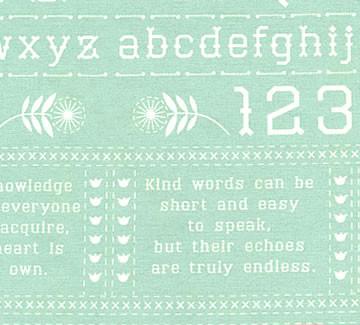 wxyz abcdefghij
123
nowledge
everyone
acquire,
heart is
own.
Kind words can be
short and easy
to speak,
but their echoes
are truly endless.